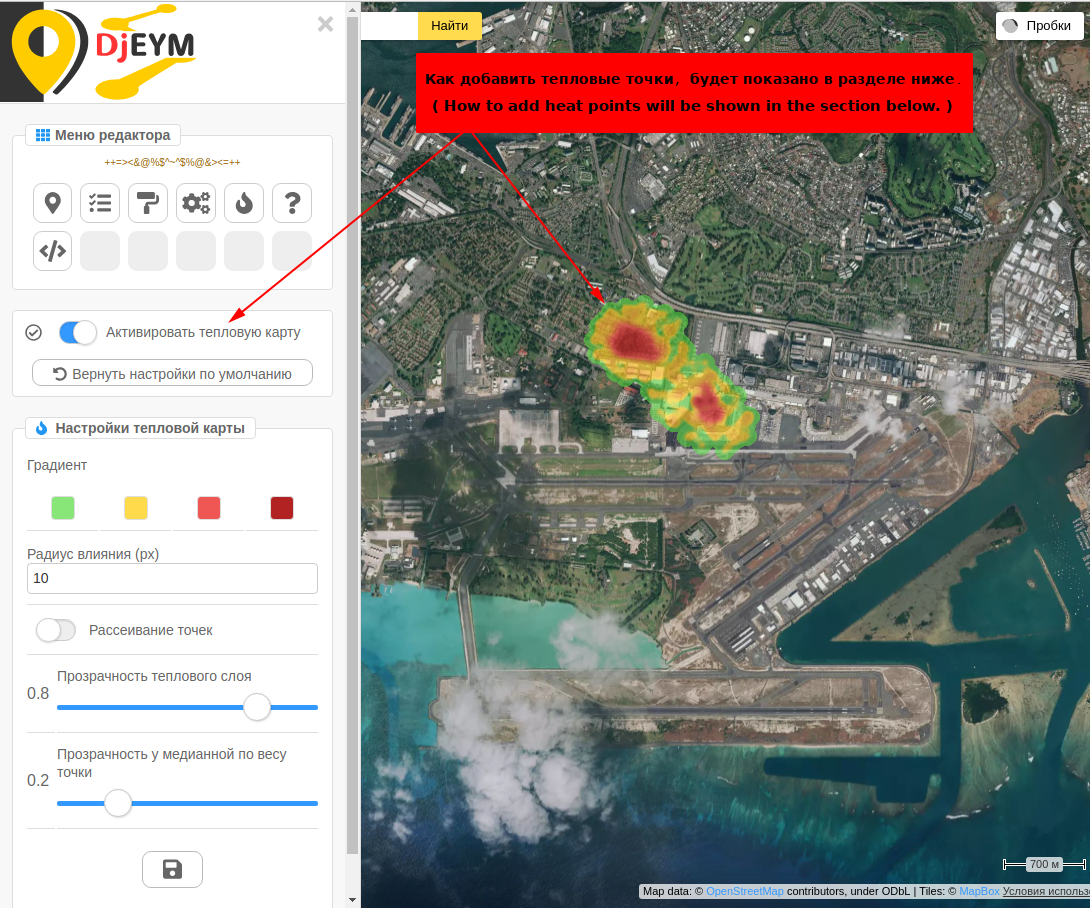 DjEYM
×
Найти
Пробки
Как добавить тепловые точки, будет показано в разделе ниже.
( How to add heat points will be shown in the section below. )
Меню редактора
++=><&@%$^~^$%@&><=++
Активировать тепловую карту
Вернуть настройки по умолчанию
Настройки тепловой карты
Градиент
Радиус влияния (px)
10
Рассеивание точек
Прозрачность теплового слоя
0.8
Прозрачность у медианной по весу
точки
0.2
700 м
Map data: © OpenStreetMap contributors, under ODbL | Tiles: © MapBox Условия использо